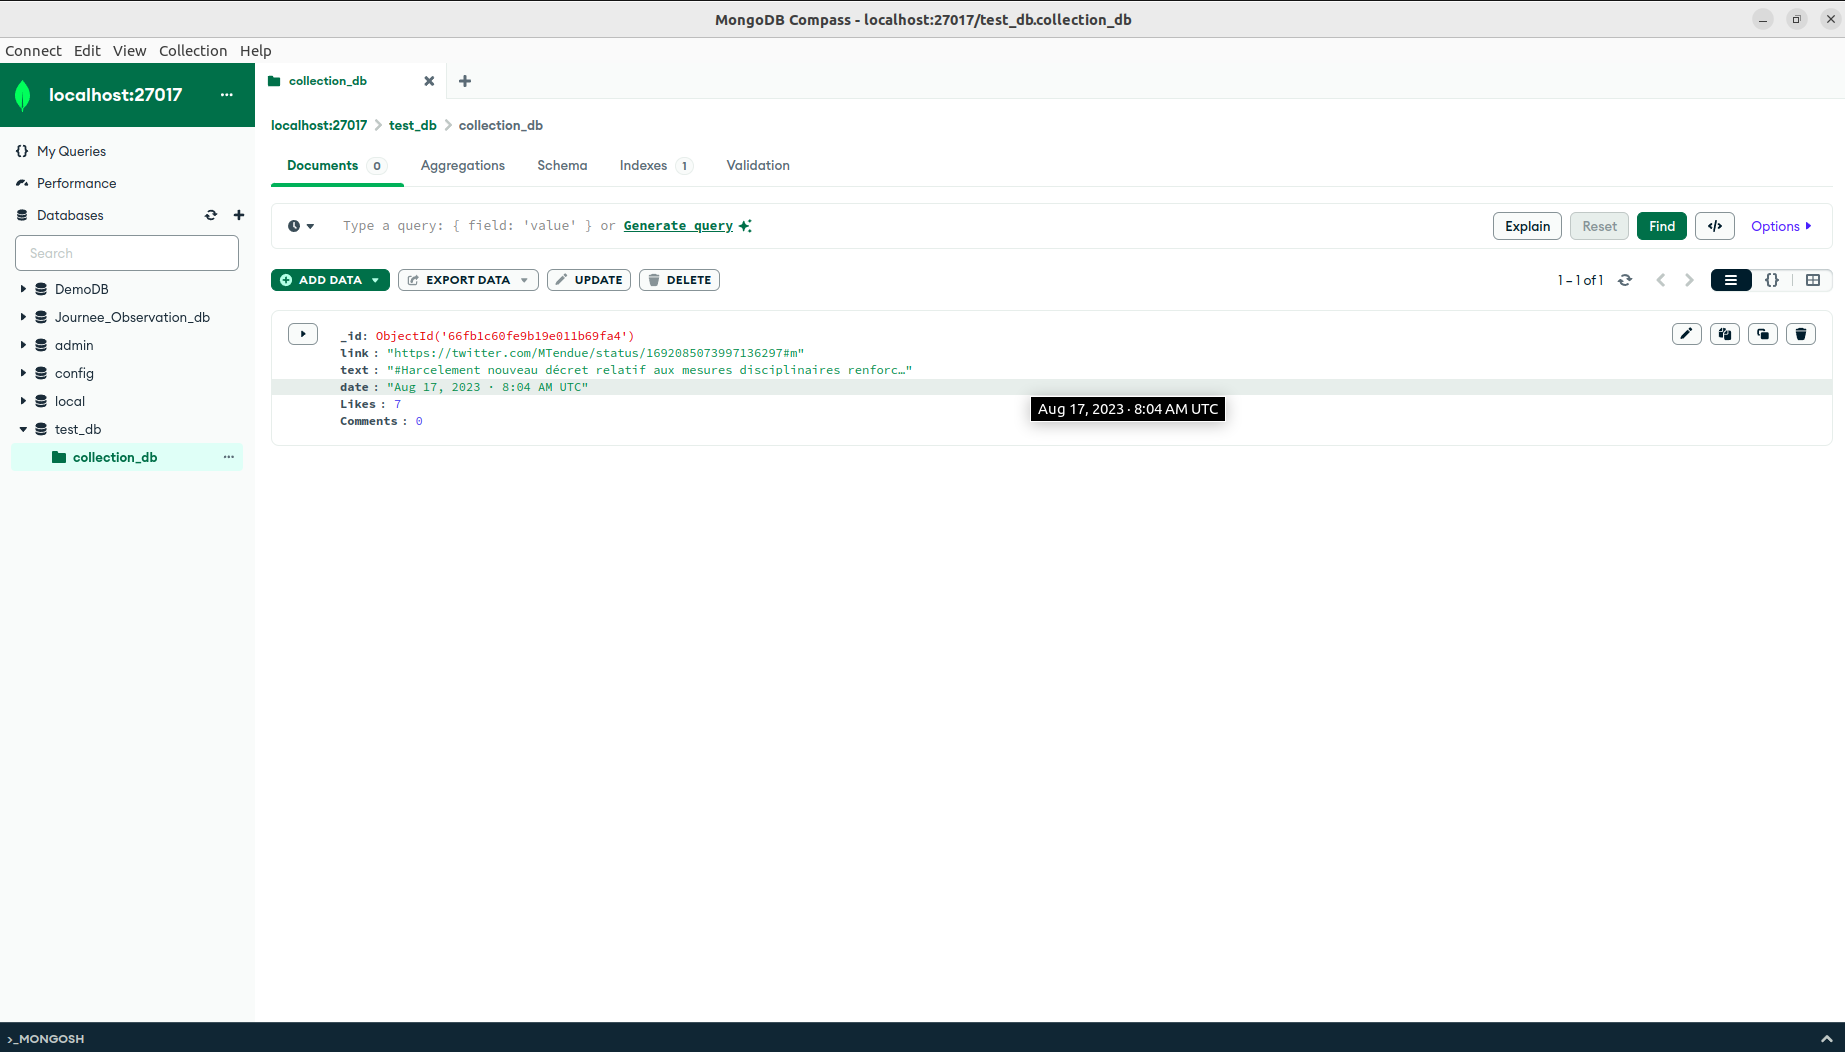 MongoDB Compass - localhost:27017/test_db.collection_db
Connect Edit View Collection Help
localhost:27017 ...
collection_db
localhost:27017 > test_db > collection_db
My Queries
Performance
Databases
Search
DemoDB
Journee_Observation_db
admin
config
local
test_db
collection_db ...
Documents 0 Aggregations Schema Indexes 1 Validation
Type a query: { field: 'value' } or Generate query
Explain Reset Find </> Options
ADD DATA EXPORT DATA UPDATE DELETE
1 – 1 of 1 {}
_id: ObjectId('66fb1c60fe9b19e011b69fa4')
link : "https://twitter.com/MTendue/status/1692085073997136297#m"
text : "#Harcelement nouveau décret relatif aux mesures disciplinaires renforc…"
date : "Aug 17, 2023 · 8:04 AM UTC"
Likes : 7
Comments : 0
Aug 17, 2023 · 8:04 AM UTC
>_MONGOSH